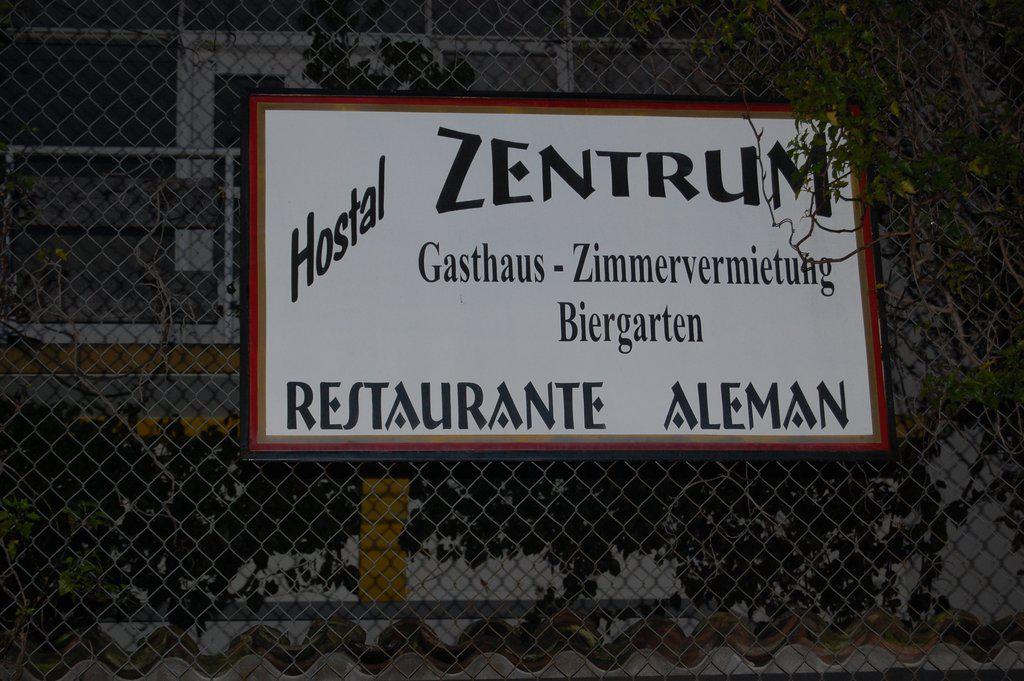 Hostal ZENTRUM
Gasthaus - Zimmervermietung
Biergarten
RESTAURANTE ALEMAN